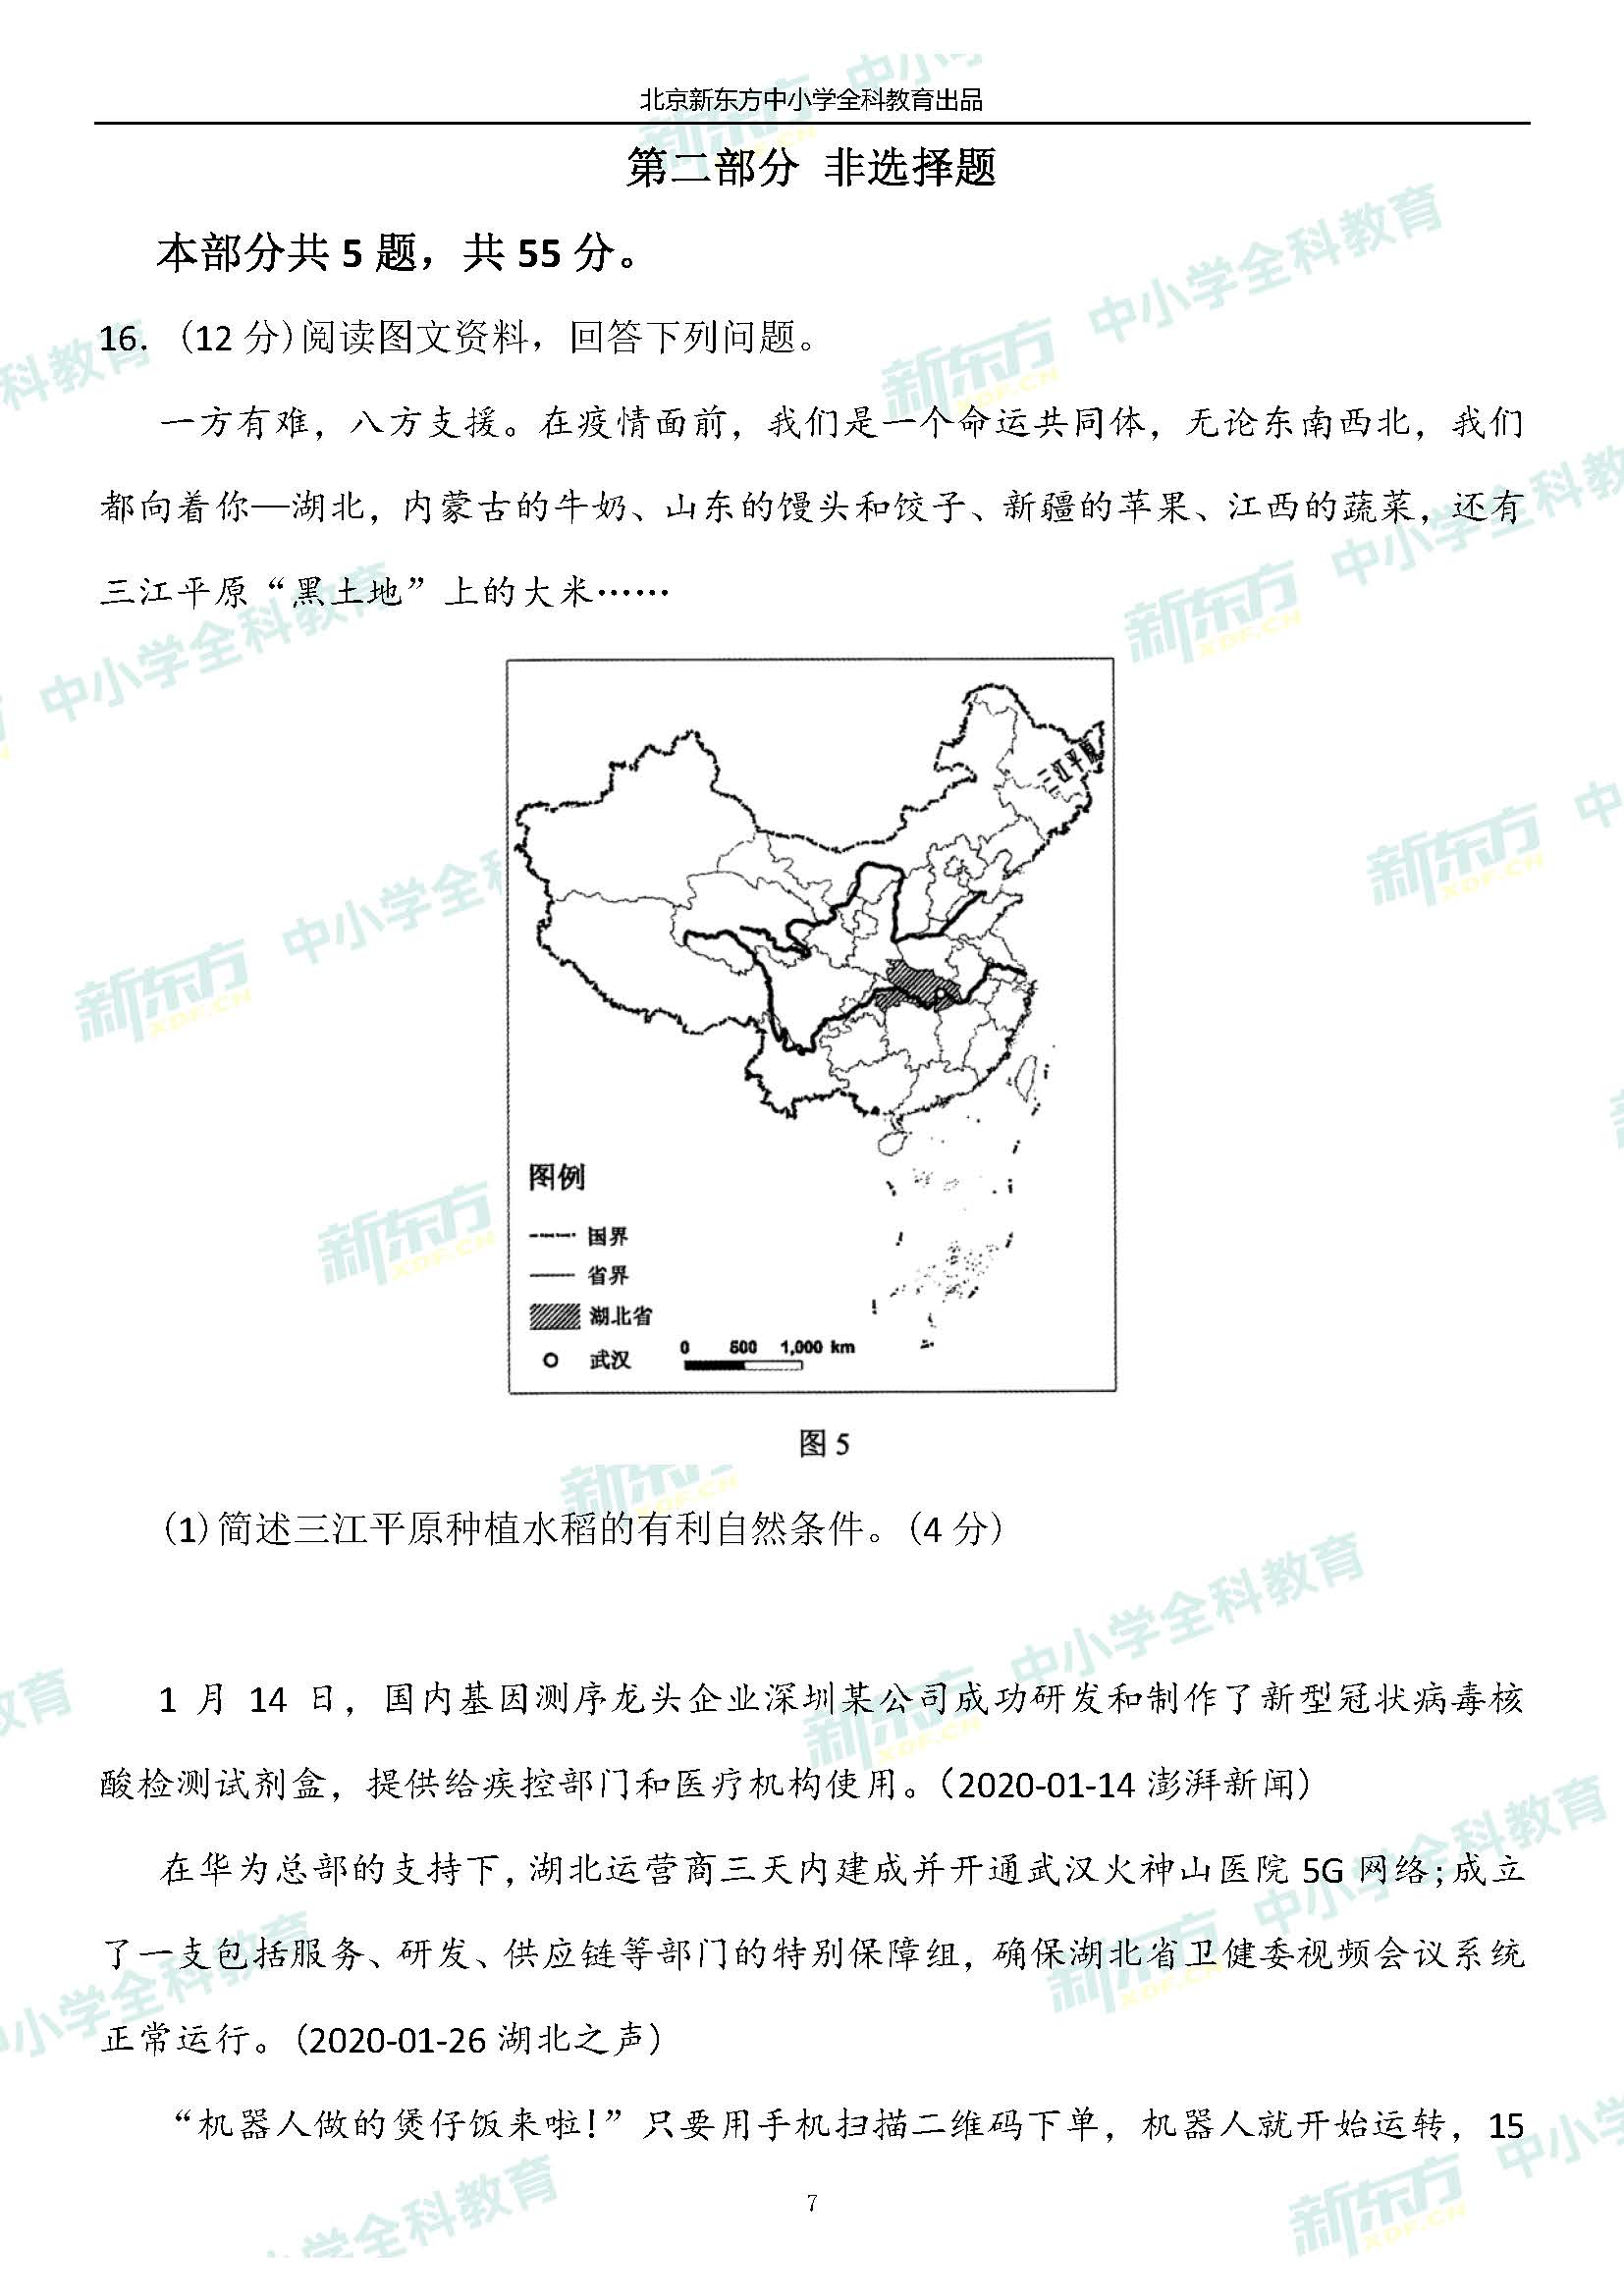 北京新东方中小学全科教育出品
第二部分 非选择题
本部分共 5 题，共 55 分。
16. (12 分)阅读图文资料，回答下列问题。
一方有难，八方支援。在疫情面前，我们是一个命运共同体，无论东南西北，我们
都向着你—湖北，内蒙古的牛奶、山东的馒头和饺子、新疆的苹果、江西的蔬菜，还有
三江平原“黑土地”上的大米……
三江平原
图例
国界
省界
湖北省
武汉
0 500 1,000 km
图 5
(1)简述三江平原种植水稻的有利自然条件。(4 分)
1 月 14 日，国内基因测序龙头企业深圳某公司成功研发和制作了新型冠状病毒核
酸检测试剂盒，提供给疾控部门和医疗机构使用。（2020-01-14 澎湃新闻）
在华为总部的支持下,湖北运营商三天内建成并开通武汉火神山医院 5G 网络;成立
了一支包括服务、研发、供应链等部门的特别保障组，确保湖北省卫健委视频会议系统
正常运行。(2020-01-26 湖北之声)
“机器人做的煲仔饭来啦!”只要用手机扫描二维码下单，机器人就开始运转，15
7
新东方 XDF.CN 中小学全科教育